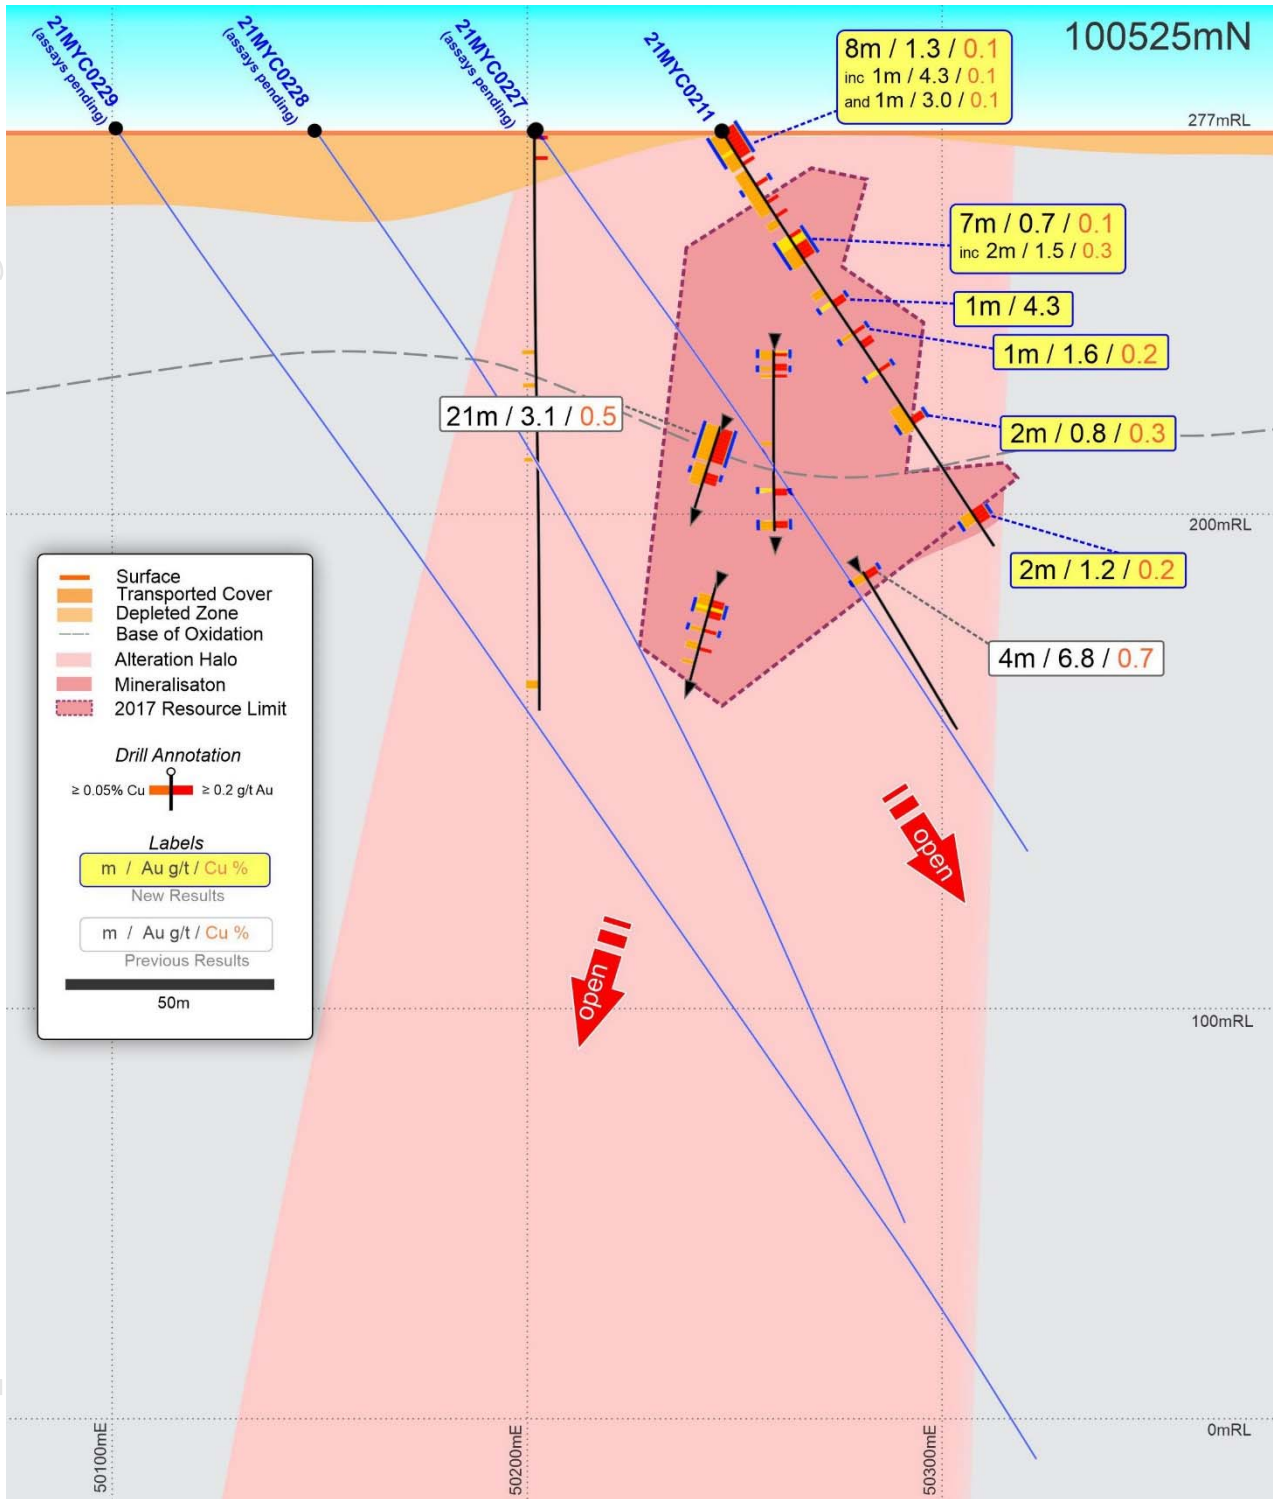 21MYC0229
(assays pending)
21MYC0228
(assays pending)
21MYC0227
(assays pending)
21MYC0211
8m / 1.3 / 0.1
inc 1m / 4.3 / 0.1
and 1m / 3.0 / 0.1
100525mN
277mRL
7m / 0.7 / 0.1
inc 2m / 1.5 / 0.3
1m / 4.3
1m / 1.6 / 0.2
21m / 3.1 / 0.5
2m / 0.8 / 0.3
200mRL
2m / 1.2 / 0.2
4m / 6.8 / 0.7
Surface
Transported Cover
Depleted Zone
Base of Oxidation
Alteration Halo
Mineralisaton
2017 Resource Limit
Drill Annotation
≥ 0.05% Cu
≥ 0.2 g/t Au
Labels
m / Au g/t / Cu %
New Results
m / Au g/t / Cu %
Previous Results
50m
open
open
100mRL
0mRL
50100mE
50200mE
50300mE